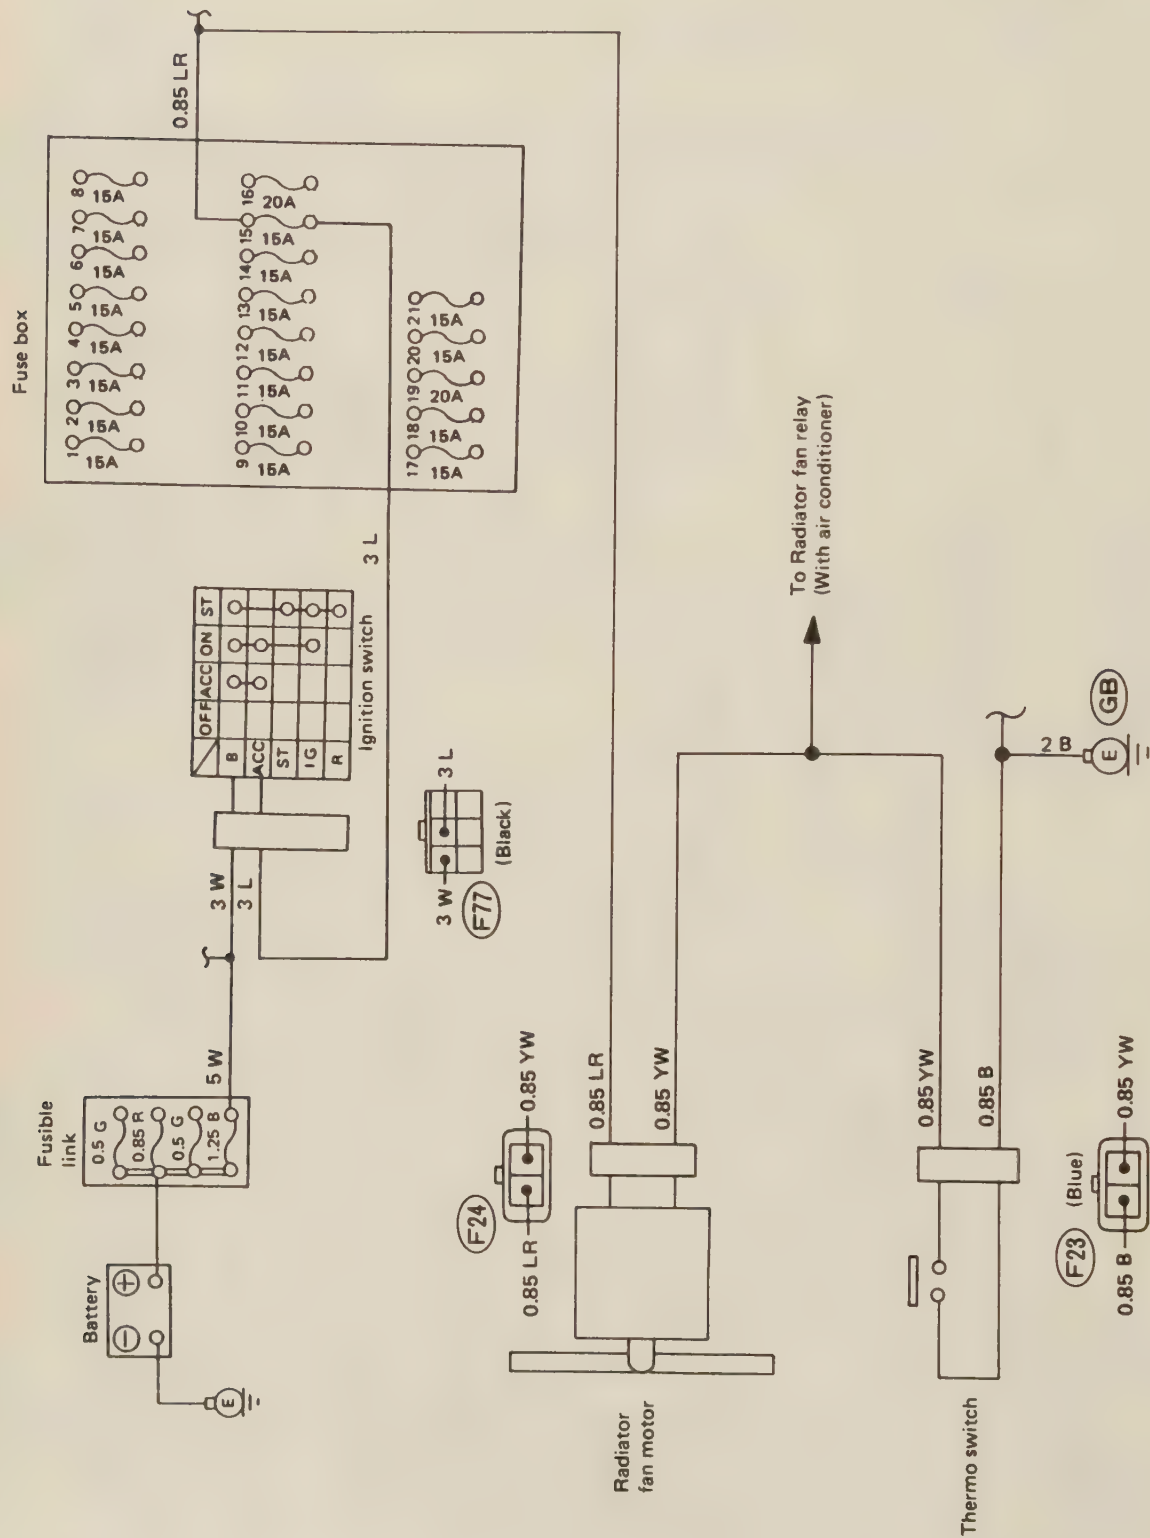 Fuse box
1
15A
2
15A
3
15A
4
15A
5
15A
6
15A
7
15A
8
15A
9
15A
10
15A
11
15A
12
15A
13
15A
14
15A
15
15A
16
20A
17
15A
18
15A
19
20A
20
15A
21
15A
0.85 LR
Fusible
link
0.5 G
0.85 R
0.5 G
1.25 B
5 W
3 W
3 L
OFF ACC ON ST
B
ACC
ST
IG
R
Ignition switch
3 L
Battery
− +
E
3 W
3 L
F77
(Black)
F24
0.85 LR
0.85 YW
0.85 LR
0.85 YW
Radiator
fan motor
To Radiator fan relay
(With air conditioner)
0.85 YW
0.85 B
2 B
E
GB
Thermo switch
F23
(Blue)
0.85 B
0.85 YW